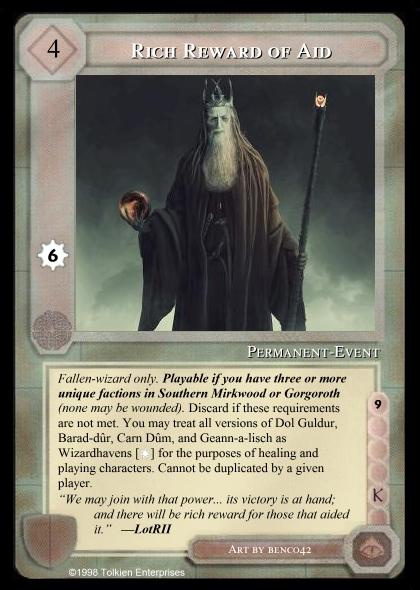 4
RICH REWARD OF AID
6
PERMANENT-EVENT
Fallen-wizard only. Playable if you have three or more
unique factions in Southern Mirkwood or Gorgoroth
(none may be wounded). Discard if these requirements
are not met. You may treat all versions of Dol Guldur,
Barad-dûr, Carn Dûm, and Geann-a-lisch as
Wizardhavens [ ] for the purposes of healing and
playing characters. Cannot be duplicated by a given
player.
“We may join with that power... its victory is at hand;
and there will be rich reward for those that aided
it.” —LotRII
9
K
ART BY BENCO42
©1998 Tolkien Enterprises